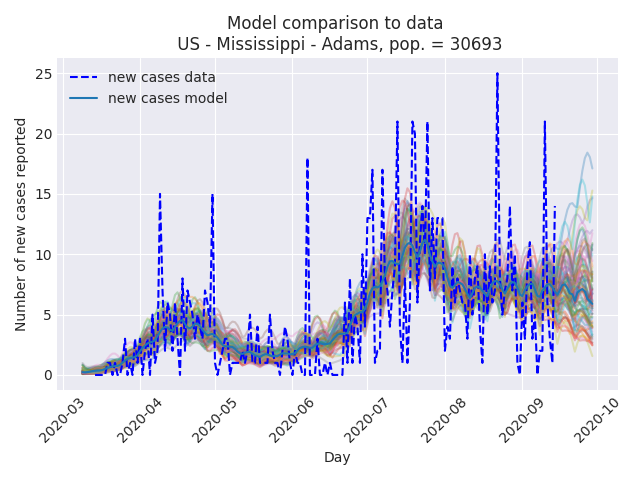 Model comparison to data
US - Mississippi - Adams, pop. = 30693
new cases data
new cases model
Number of new cases reported
25
20
15
10
5
0
2020-03
2020-04
2020-05
2020-06
2020-07
2020-08
2020-09
2020-10
Day